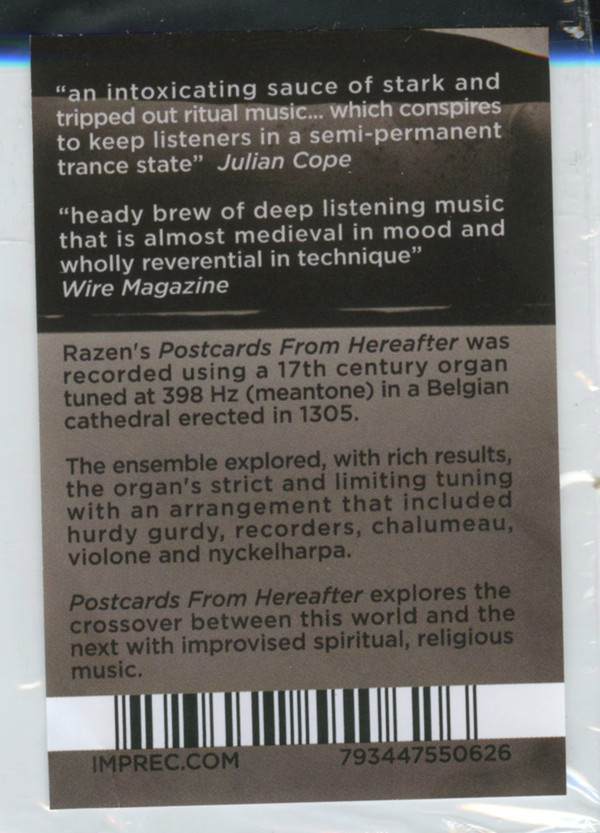 “an intoxicating sauce of stark and
tripped out ritual music... which conspires
to keep listeners in a semi-permanent
trance state” Julian Cope
“heady brew of deep listening music
that is almost medieval in mood and
wholly reverential in technique”
Wire Magazine
Razen's Postcards From Hereafter was
recorded using a 17th century organ
tuned at 398 Hz (meantone) in a Belgian
cathedral erected in 1305.
The ensemble explored, with rich results,
the organ's strict and limiting tuning
with an arrangement that included
hurdy gurdy, recorders, chalumeau,
violone and nyckelharpa.
Postcards From Hereafter explores the
crossover between this world and the
next with improvised spiritual, religious
music.
IMPREC.COM 793447550626